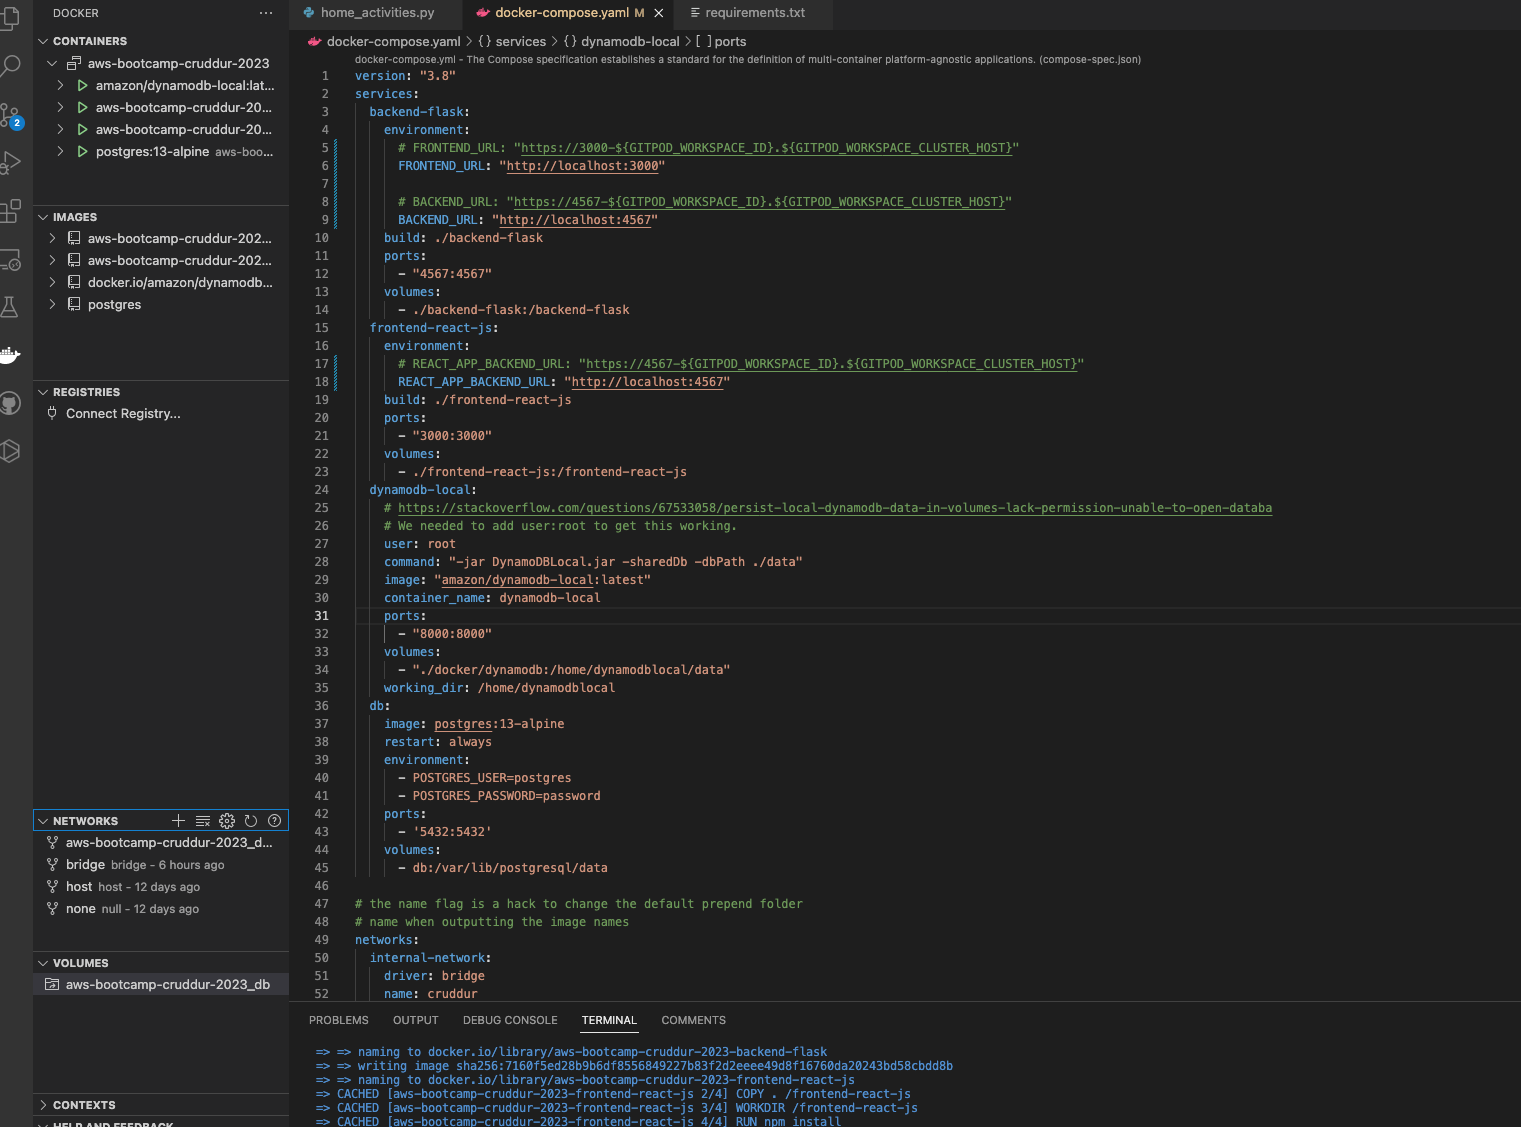 DOCKER
...
CONTAINERS
aws-bootcamp-cruddur-2023
amazon/dynamodb-local:lat...
aws-bootcamp-cruddur-20...
aws-bootcamp-cruddur-20...
postgres:13-alpine aws-boo...
IMAGES
aws-bootcamp-cruddur-202...
aws-bootcamp-cruddur-202...
docker.io/amazon/dynamodb...
postgres
REGISTRIES
Connect Registry...
NETWORKS
aws-bootcamp-cruddur-2023_d...
bridge bridge - 6 hours ago
host host - 12 days ago
none null - 12 days ago
VOLUMES
aws-bootcamp-cruddur-2023_db
CONTEXTS
HELP AND FEEDBACK
2
home_activities.py
docker-compose.yaml M
requirements.txt
docker-compose.yaml > {} services > {} dynamodb-local > [ ] ports
docker-compose.yml - The Compose specification establishes a standard for the definition of multi-container platform-agnostic applications. (compose-spec.json)
1 version: "3.8"
2 services:
3 backend-flask:
4 environment:
5 # FRONTEND_URL: "https://3000-${GITPOD_WORKSPACE_ID}.${GITPOD_WORKSPACE_CLUSTER_HOST}"
6 FRONTEND_URL: "http://localhost:3000"
7
8 # BACKEND_URL: "https://4567-${GITPOD_WORKSPACE_ID}.${GITPOD_WORKSPACE_CLUSTER_HOST}"
9 BACKEND_URL: "http://localhost:4567"
10 build: ./backend-flask
11 ports:
12 - "4567:4567"
13 volumes:
14 - ./backend-flask:/backend-flask
15 frontend-react-js:
16 environment:
17 # REACT_APP_BACKEND_URL: "https://4567-${GITPOD_WORKSPACE_ID}.${GITPOD_WORKSPACE_CLUSTER_HOST}"
18 REACT_APP_BACKEND_URL: "http://localhost:4567"
19 build: ./frontend-react-js
20 ports:
21 - "3000:3000"
22 volumes:
23 - ./frontend-react-js:/frontend-react-js
24 dynamodb-local:
25 # https://stackoverflow.com/questions/67533058/persist-local-dynamodb-data-in-volumes-lack-permission-unable-to-open-databa
26 # We needed to add user:root to get this working.
27 user: root
28 command: "-jar DynamoDBLocal.jar -sharedDb -dbPath ./data"
29 image: "amazon/dynamodb-local:latest"
30 container_name: dynamodb-local
31 ports:
32 - "8000:8000"
33 volumes:
34 - "./docker/dynamodb:/home/dynamodblocal/data"
35 working_dir: /home/dynamodblocal
36 db:
37 image: postgres:13-alpine
38 restart: always
39 environment:
40 - POSTGRES_USER=postgres
41 - POSTGRES_PASSWORD=password
42 ports:
43 - '5432:5432'
44 volumes:
45 - db:/var/lib/postgresql/data
46
47 # the name flag is a hack to change the default prepend folder
48 # name when outputting the image names
49 networks:
50 internal-network:
51 driver: bridge
52 name: cruddur
PROBLEMS OUTPUT DEBUG CONSOLE TERMINAL COMMENTS
=> => naming to docker.io/library/aws-bootcamp-cruddur-2023-backend-flask
=> => writing image sha256:7160f5ed28b9b6df8556849227b83f2d2eeee49d8f16760da20243bd58cbdd8b
=> => naming to docker.io/library/aws-bootcamp-cruddur-2023-frontend-react-js
=> CACHED [aws-bootcamp-cruddur-2023-frontend-react-js 2/4] COPY . /frontend-react-js
=> CACHED [aws-bootcamp-cruddur-2023-frontend-react-js 3/4] WORKDIR /frontend-react-js
=> CACHED [aws-bootcamp-cruddur-2023-frontend-react-js 4/4] RUN npm install